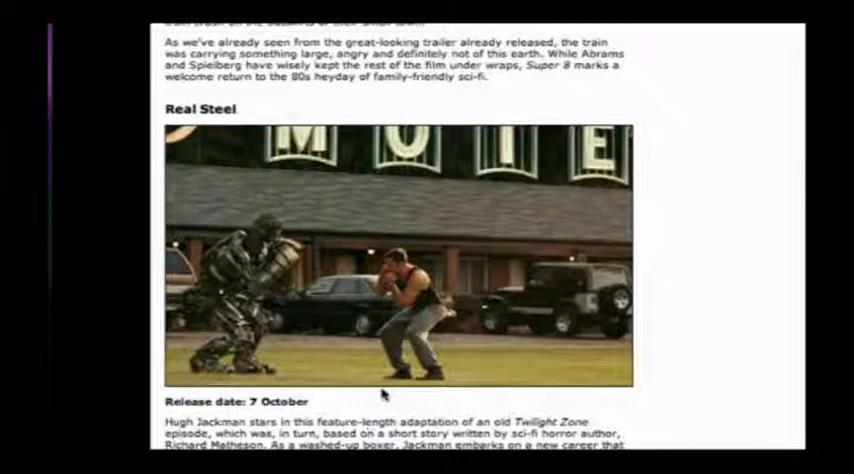 As we've already seen from the great-looking trailer already released, the train
was carrying something large, angry and definitely not of this earth. While Abrams
and Spielberg have wisely kept the rest of the film under wraps, Super 8 marks a
welcome return to the 80s heyday of family-friendly sci-fi.
Real Steel
MOTE
Release date: 7 October
Hugh Jackman stars in this feature-length adaptation of an old Twilight Zone
episode, which was, in turn, based on a short story written by sci-fi horror author,
Richard Matheson. As a washed-up boxer, Jackman embarks on a new career that